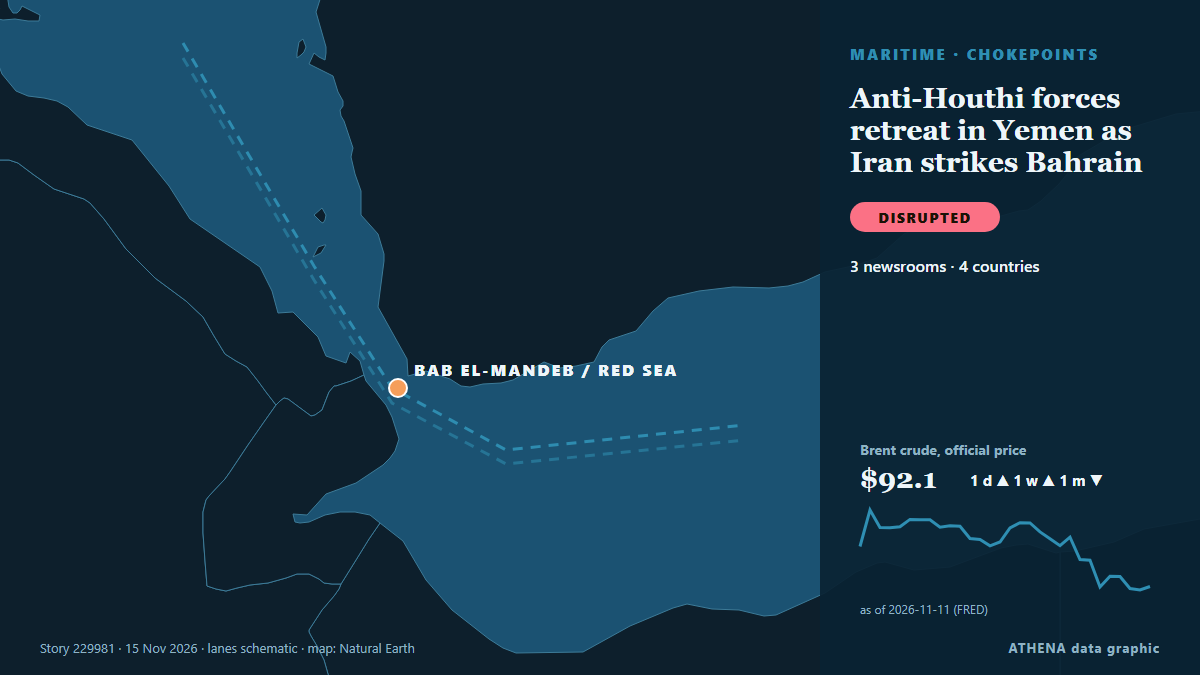 MARITIME · CHOKEPOINTS
Anti-Houthi forces
retreat in Yemen as
Iran strikes Bahrain
DISRUPTED
3 newsrooms · 4 countries
BAB EL-MANDEB / RED SEA
Brent crude, official price
$92.1 1 d ▲ 1 w ▲ 1 m ▼
as of 2026-11-11 (FRED)
Story 229981 · 15 Nov 2026 · lanes schematic · map: Natural Earth
ATHENA data graphic